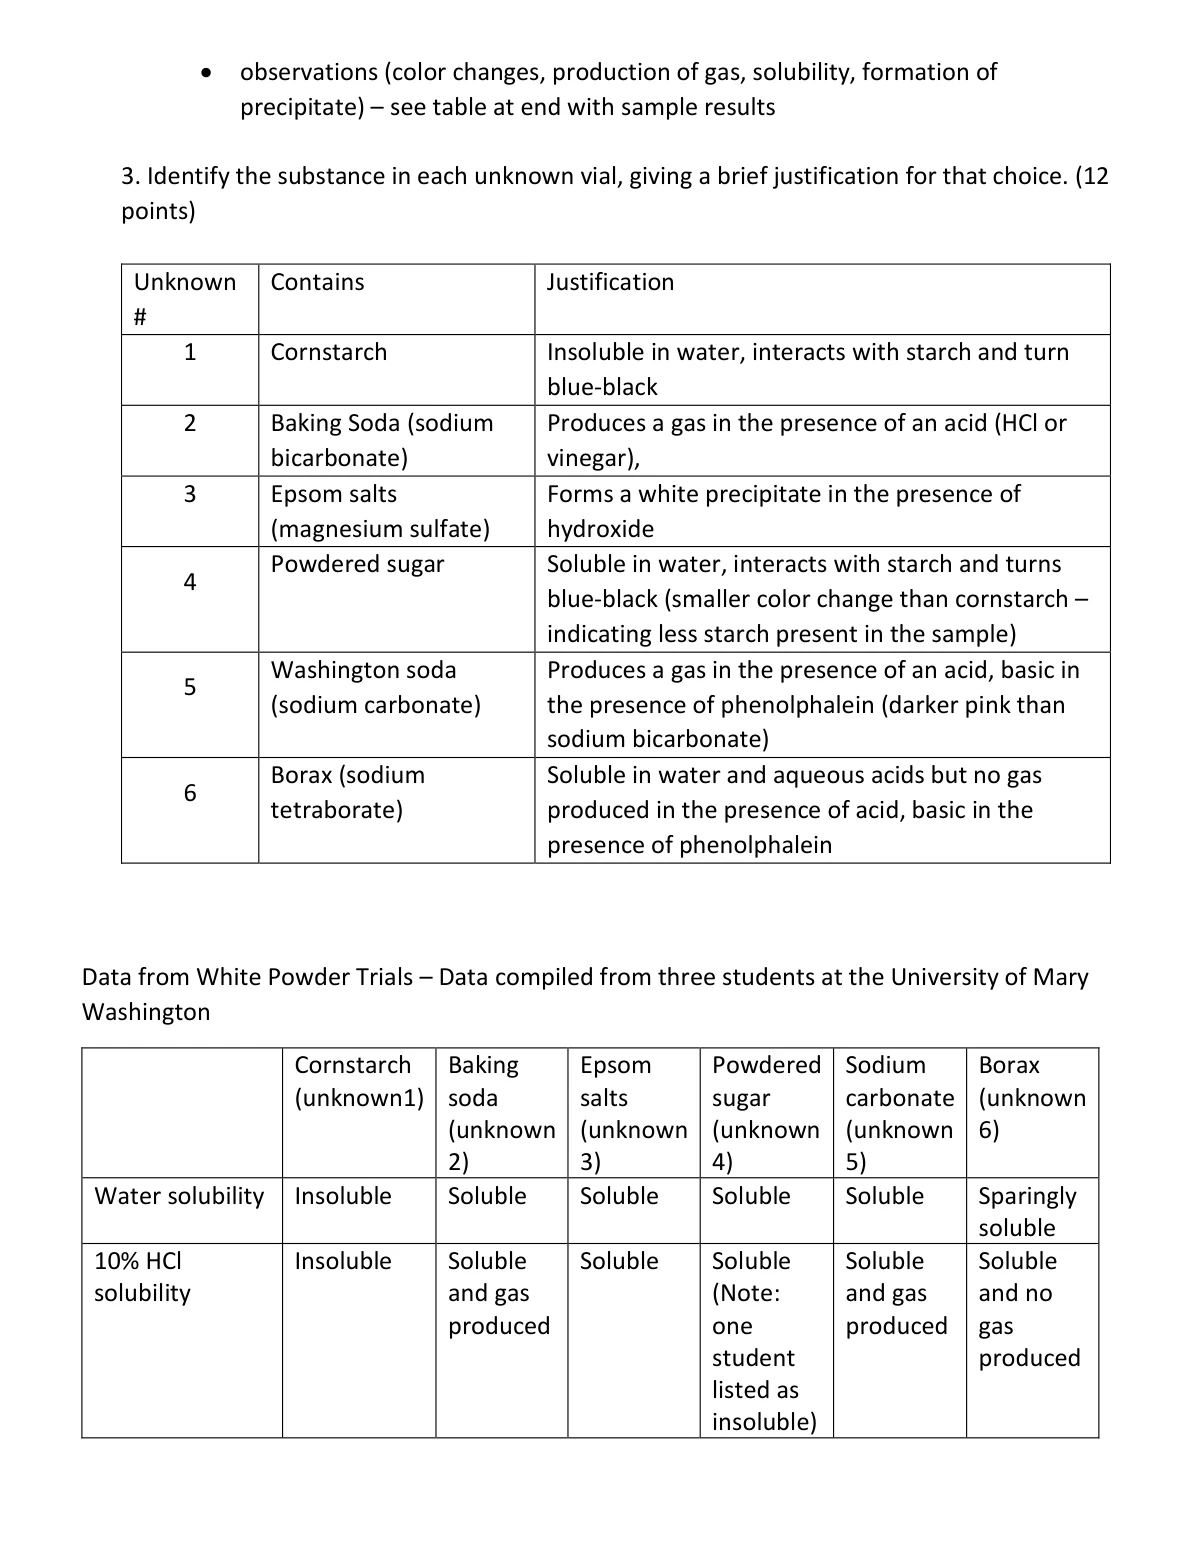 • observations (color changes, production of gas, solubility, formation of
precipitate) – see table at end with sample results
3. Identify the substance in each unknown vial, giving a brief justification for that choice. (12
points)
Unknown
#
Contains
Justification
1
Cornstarch
Insoluble in water, interacts with starch and turn
blue-black
2
Baking Soda (sodium
bicarbonate)
Produces a gas in the presence of an acid (HCl or
vinegar),
3
Epsom salts
(magnesium sulfate)
Forms a white precipitate in the presence of
hydroxide
4
Powdered sugar
Soluble in water, interacts with starch and turns
blue-black (smaller color change than cornstarch –
indicating less starch present in the sample)
5
Washington soda
(sodium carbonate)
Produces a gas in the presence of an acid, basic in
the presence of phenolphalein (darker pink than
sodium bicarbonate)
6
Borax (sodium
tetraborate)
Soluble in water and aqueous acids but no gas
produced in the presence of acid, basic in the
presence of phenolphalein
Data from White Powder Trials – Data compiled from three students at the University of Mary
Washington
Cornstarch
(unknown1)
Baking
soda
(unknown
2)
Epsom
salts
(unknown
3)
Powdered
sugar
(unknown
4)
Sodium
carbonate
(unknown
5)
Borax
(unknown
6)
Water solubility
Insoluble
Soluble
Soluble
Soluble
Soluble
Sparingly
soluble
10% HCl
solubility
Insoluble
Soluble
and gas
produced
Soluble
Soluble
(Note:
one
student
listed as
insoluble)
Soluble
and gas
produced
Soluble
and no
gas
produced